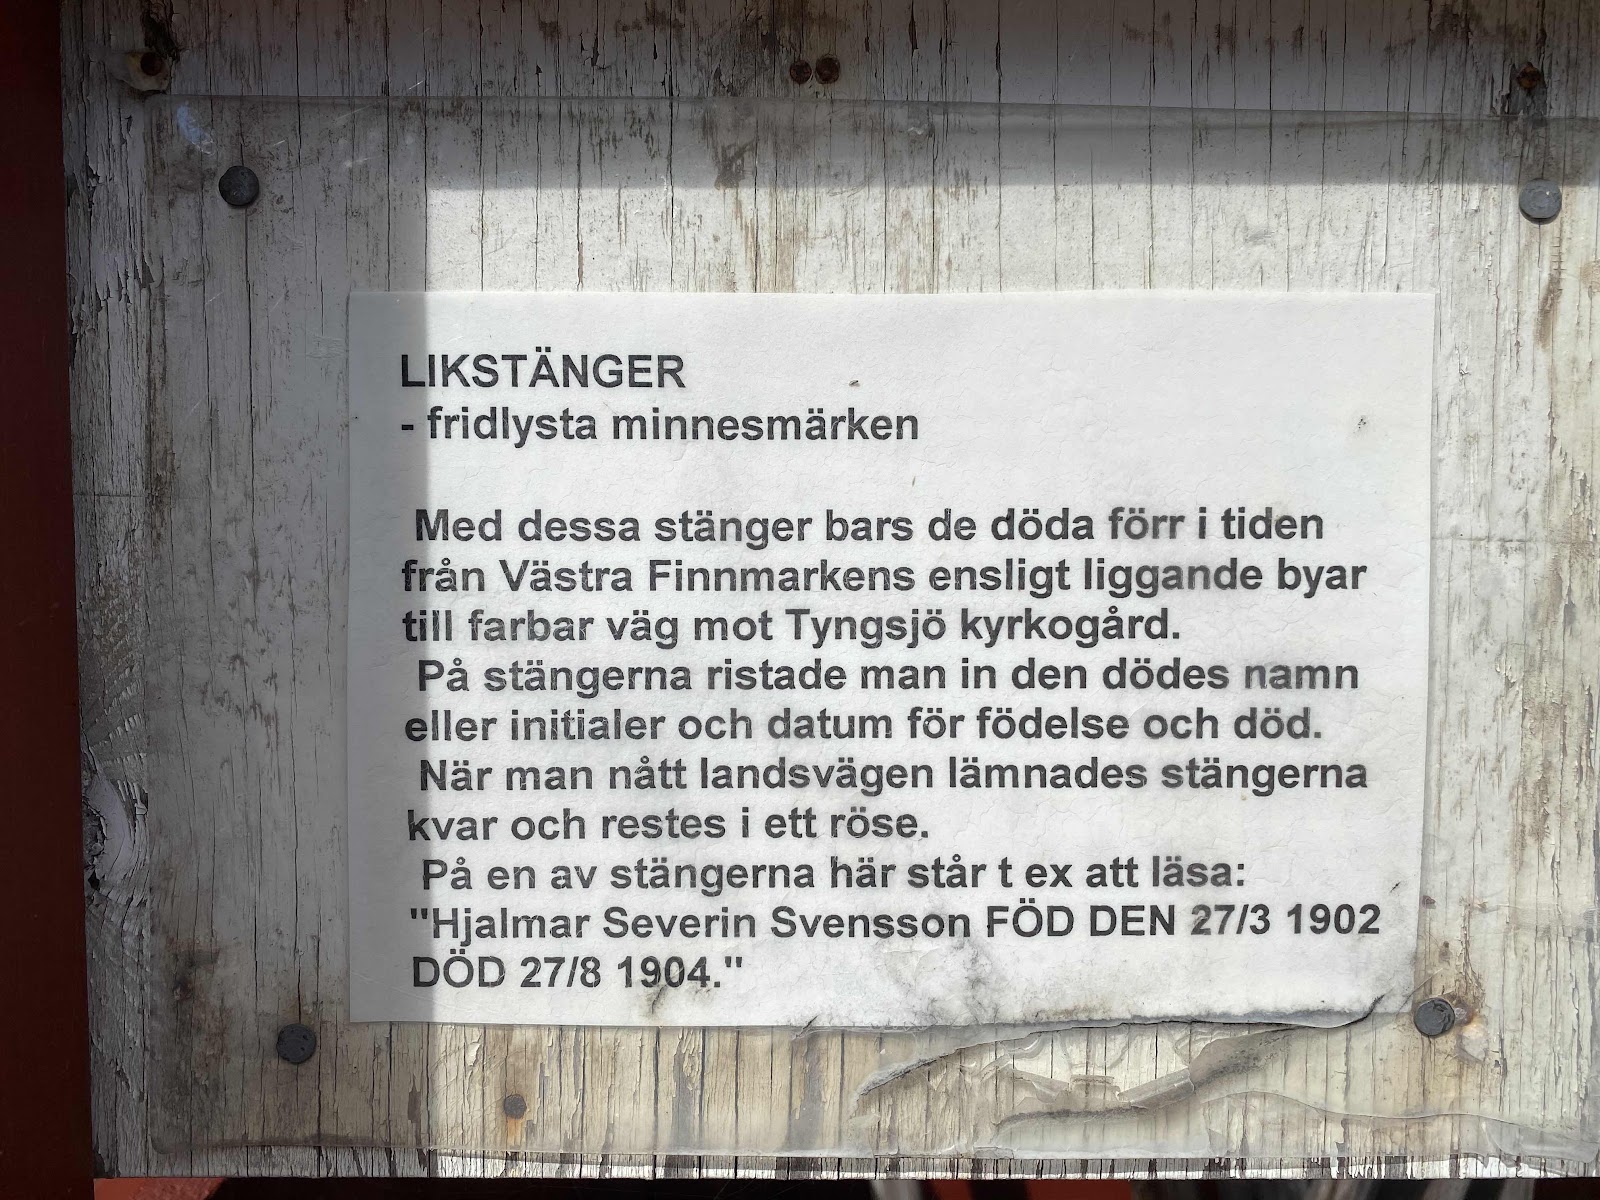 LIKSTÄNGER
- fridlysta minnesmärken
Med dessa stänger bars de döda förr i tiden
från Västra Finnmarkens ensligt liggande byar
till farbar väg mot Tyngsjö kyrkogård.
På stängerna ristade man in den dödes namn
eller initialer och datum för födelse och död.
När man nått landsvägen lämnades stängerna
kvar och restes i ett röse.
På en av stängerna här står t ex att läsa:
"Hjalmar Severin Svensson FÖD DEN 27/3 1902
DÖD 27/8 1904."